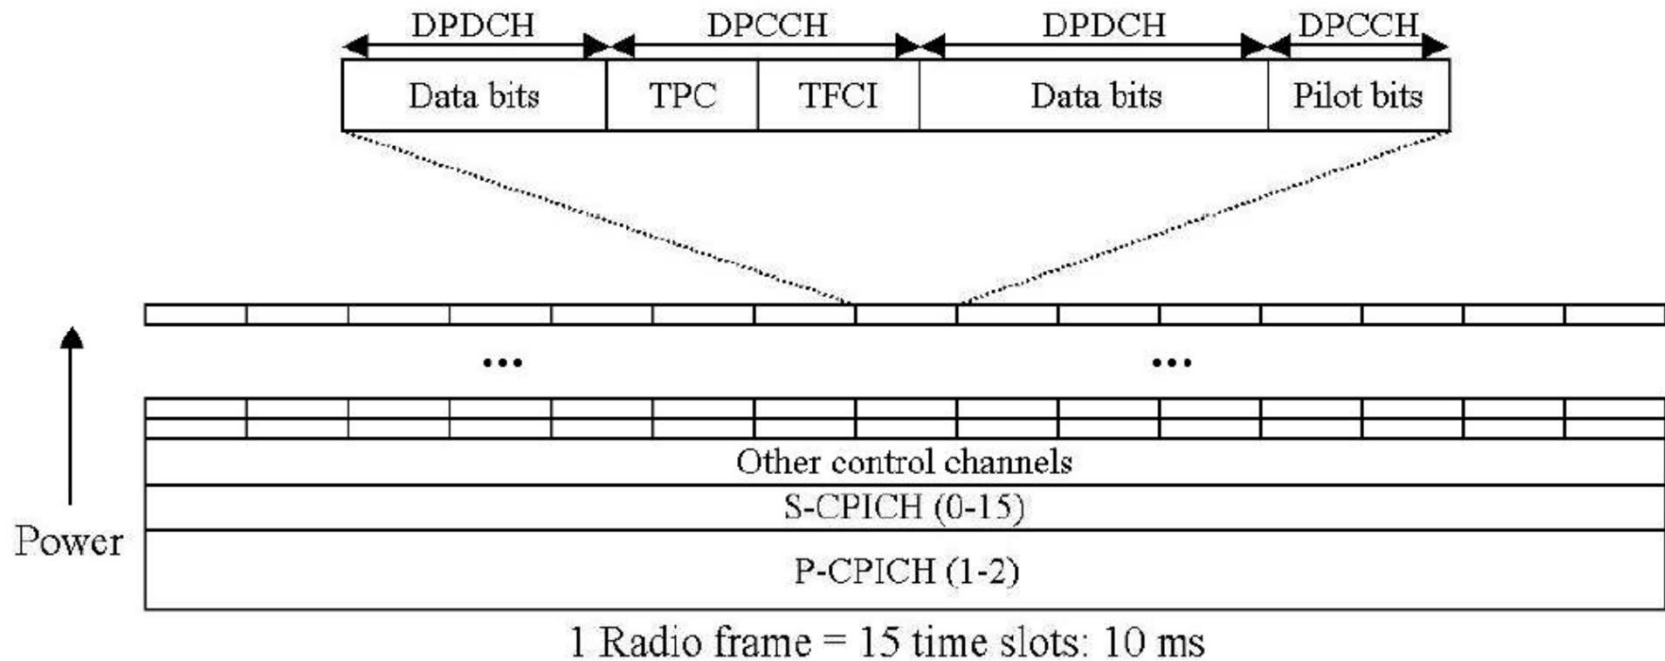 DPDCH DPCCH DPDCH DPCCH
Data bits TPC TFCI Data bits Pilot bits
... ...
Other control channels
S-CPICH (0-15)
Power
P-CPICH (1-2)
1 Radio frame = 15 time slots: 10 ms